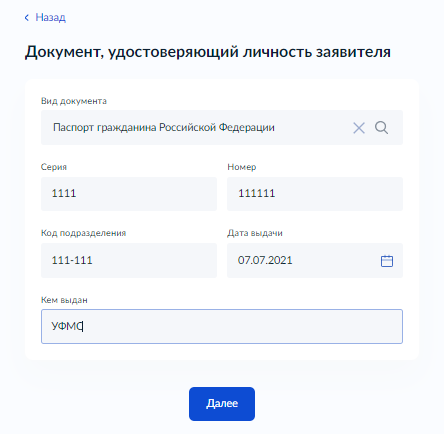 Назад
Документ, удостоверяющий личность заявителя
Вид документа
Паспорт гражданина Российской Федерации
Серия Номер
1111 111111
Код подразделения Дата выдачи
111-111 07.07.2021
Кем выдан
УФМС
Далее